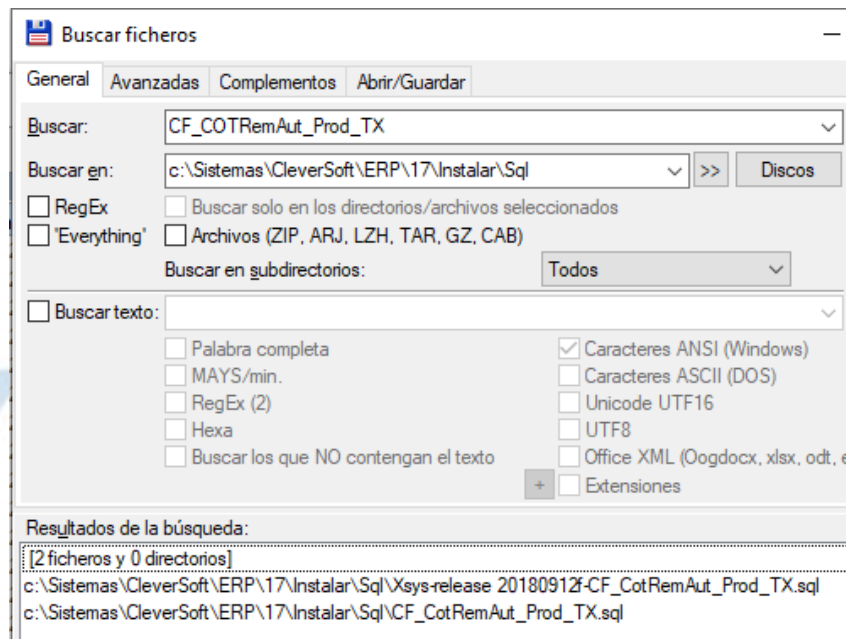 Buscar ficheros
General Avanzadas Complementos Abrir/Guardar
Buscar: CF_COTRemAut_Prod_TX
Buscar en: c:\Sistemas\CleverSoft\ERP\17\Instalar\Sql >> Discos
RegEx Buscar solo en los directorios/archivos seleccionados
'Everything' Archivos (ZIP, ARJ, LZH, TAR, GZ, CAB)
Buscar en subdirectorios: Todos
Buscar texto:
Palabra completa Caracteres ANSI (Windows)
MAYS/min. Caracteres ASCII (DOS)
RegEx (2) Unicode UTF16
Hexa UTF8
Buscar los que NO contengan el texto Office XML (Oogdocx, xlsx, odt, e
+ Extensiones
Resultados de la búsqueda:
[2 ficheros y 0 directorios]
c:\Sistemas\CleverSoft\ERP\17\Instalar\Sql\Xsys-release 20180912f-CF_CotRemAut_Prod_TX.sql
c:\Sistemas\CleverSoft\ERP\17\Instalar\Sql\CF_CotRemAut_Prod_TX.sql